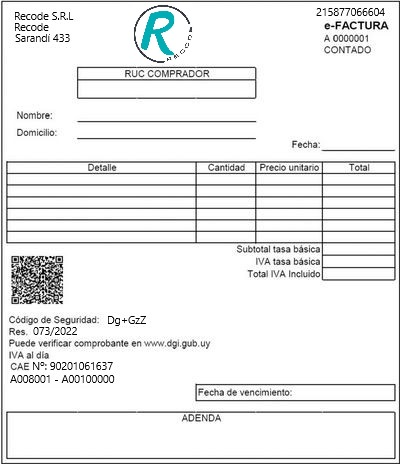 Recode S.R.L
Recode
Sarandí 433
R
RECODE
215877066604
e-FACTURA
A 0000001
CONTADO
RUC COMPRADOR
Nombre:
Domicilio:
Fecha:
Detalle Cantidad Precio unitario Total
Subtotal tasa básica
IVA tasa básica
Total IVA Incluido
Código de Seguridad: Dg+GzZ
Res. 073/2022
Puede verificar comprobante en www.dgi.gub.uy
IVA al día
CAE Nº: 90201061637
A008001 - A00100000
Fecha de vencimiento:
ADENDA